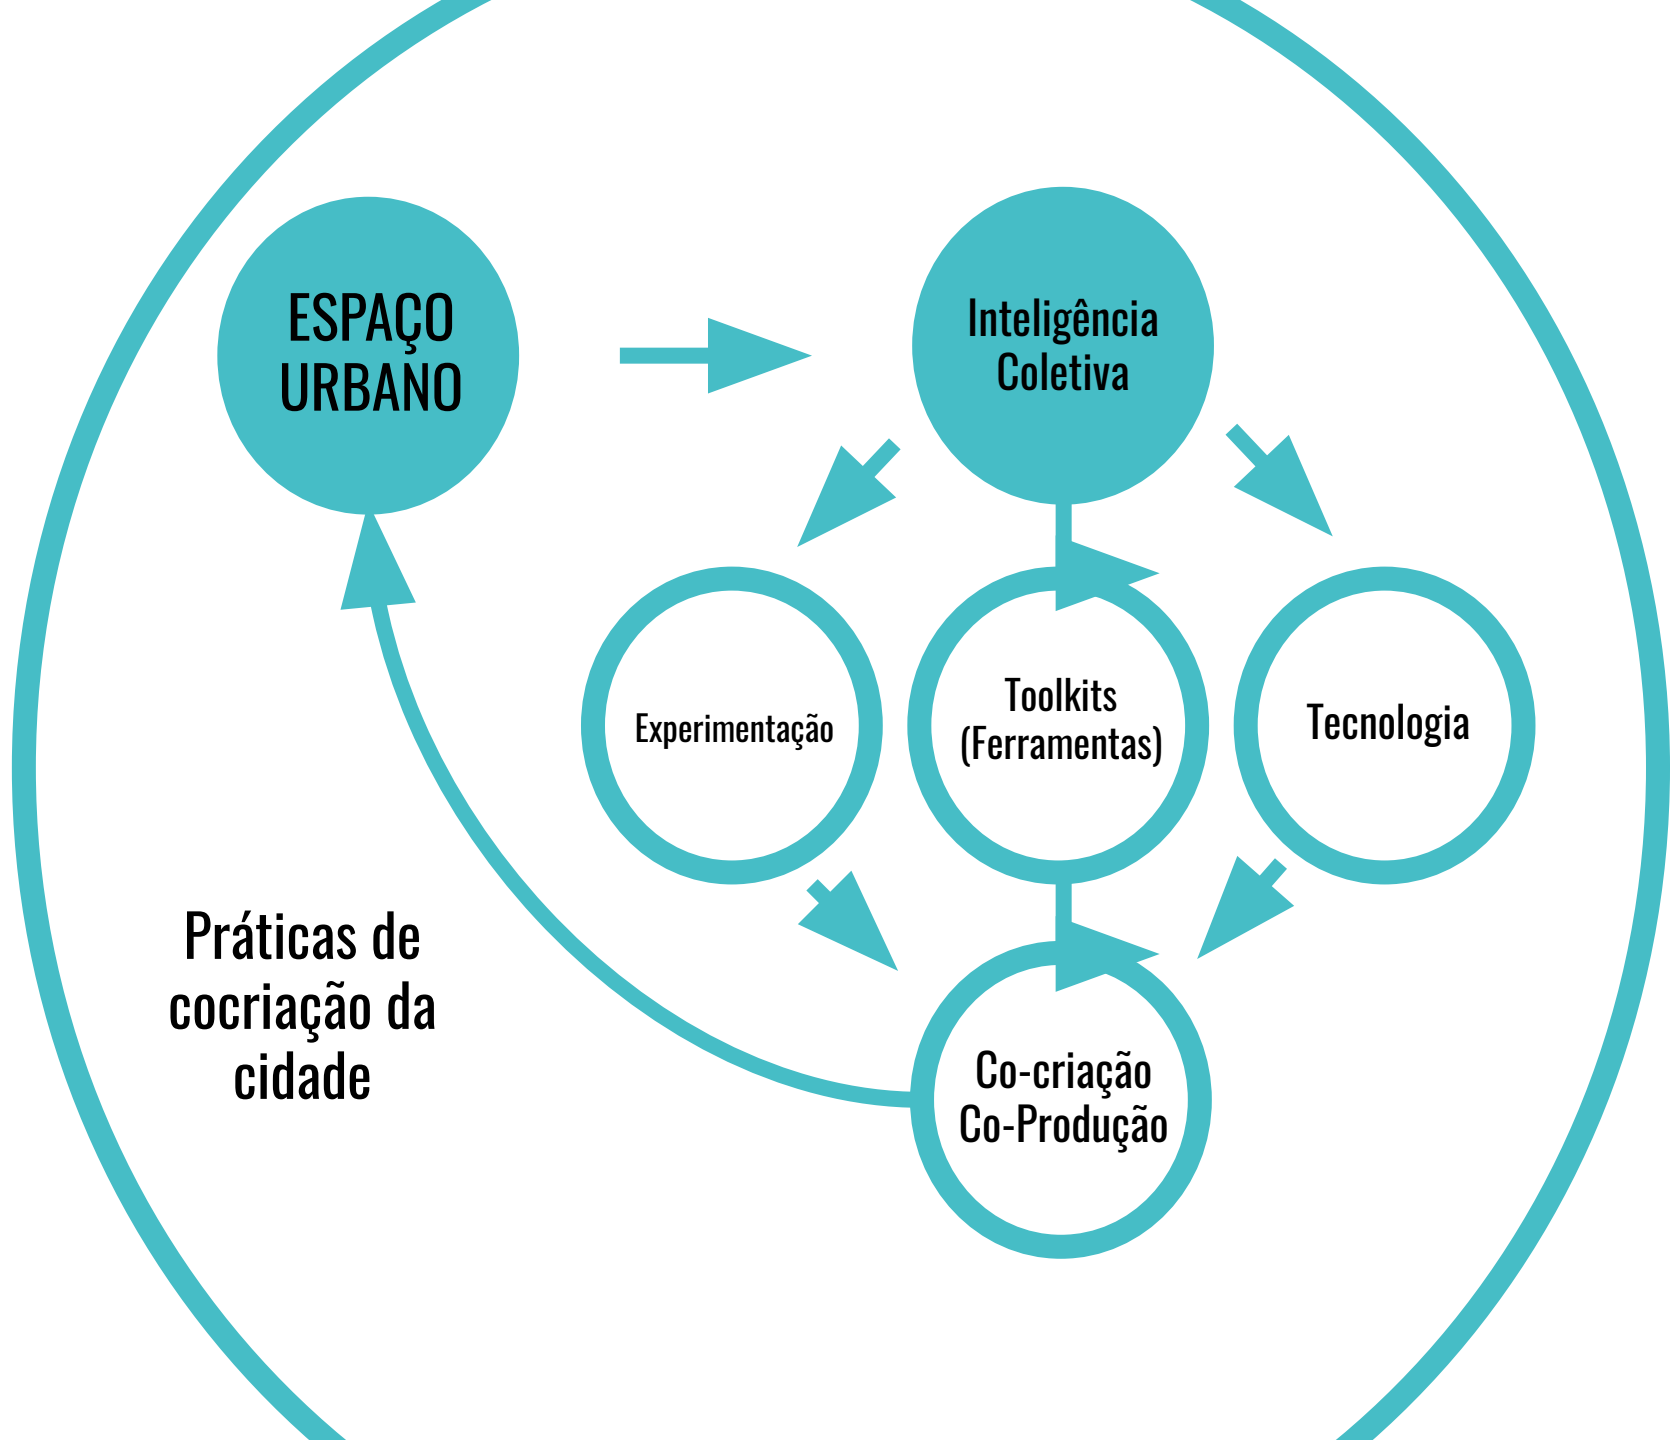 ESPAÇO
URBANO
Inteligência
Coletiva
Experimentação
Toolkits
(Ferramentas)
Tecnologia
Práticas de
cocriação da
cidade
Co-criação
Co-Produção